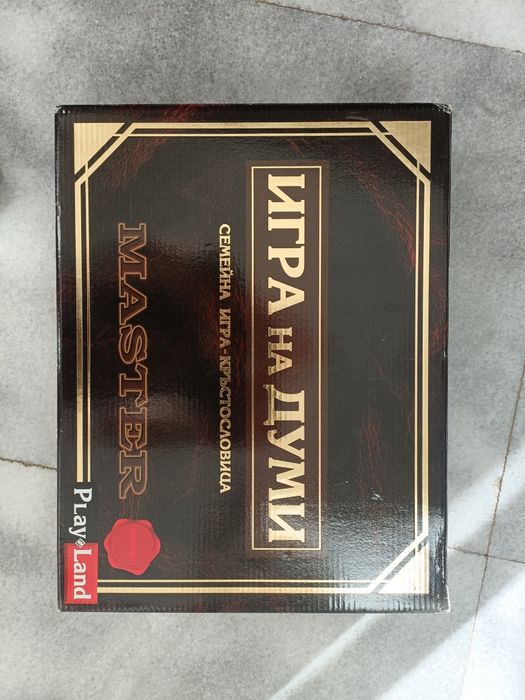 ИГРА НА ДУМИ
СЕМЕЙНА ИГРА-КРЪСТОСЛОВИЦА
MASTER
PLay Land